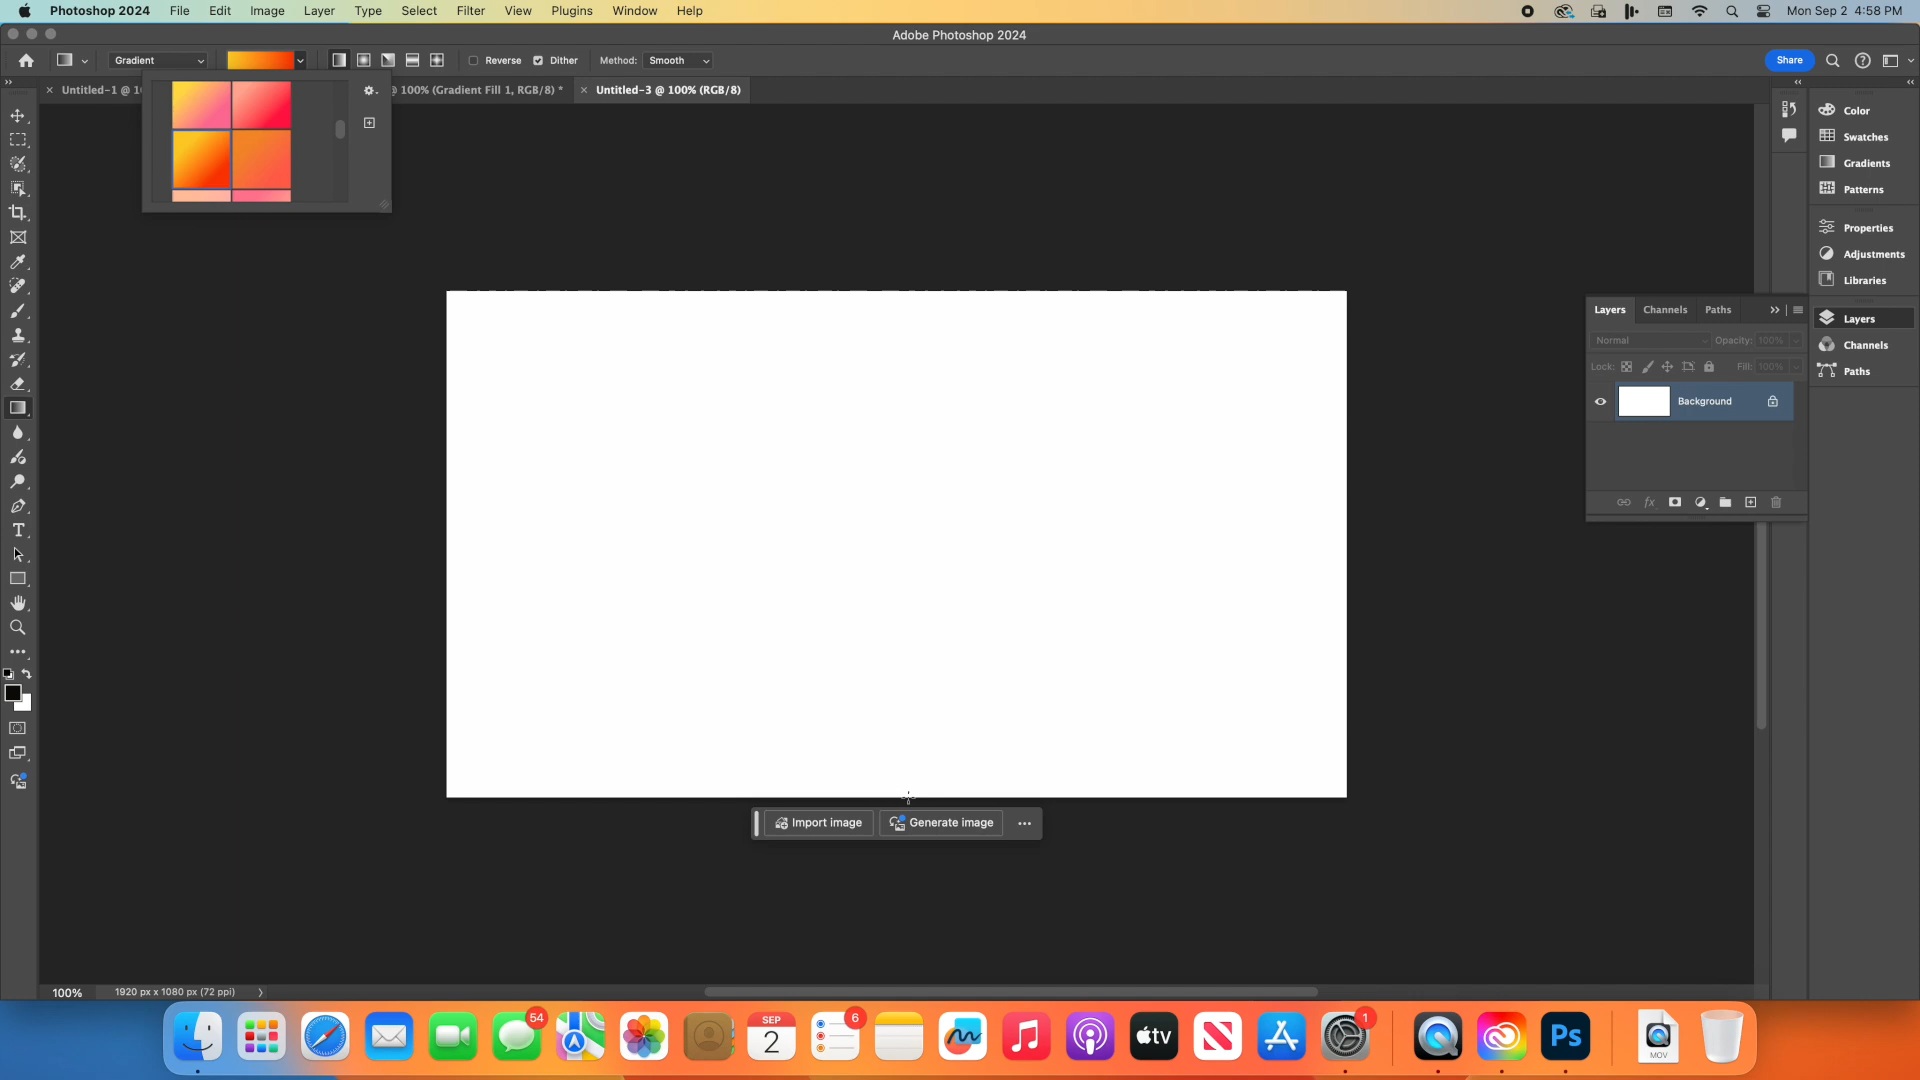 Photoshop 2024 File Edit Image Layer Type Select Filter View Plugins Window Help Mon Sep 2 4:58 PM
Adobe Photoshop 2024
Gradient Reverse Dither Method: Smooth Share
Untitled-1 @ 10 @ 100% (Gradient Fill 1, RGB/8) * Untitled-3 @ 100% (RGB/8)
Color
Swatches
Gradients
Patterns
Properties
Adjustments
Libraries
Layers
Channels
Paths
Layers Channels Paths
Normal Opacity: 100%
Lock: Fill: 100%
Background
fx
T
Import image Generate image
100% 1920 px x 1080 px (72 ppi)
54
SEP
2
6
tv
1
Ps
MOV